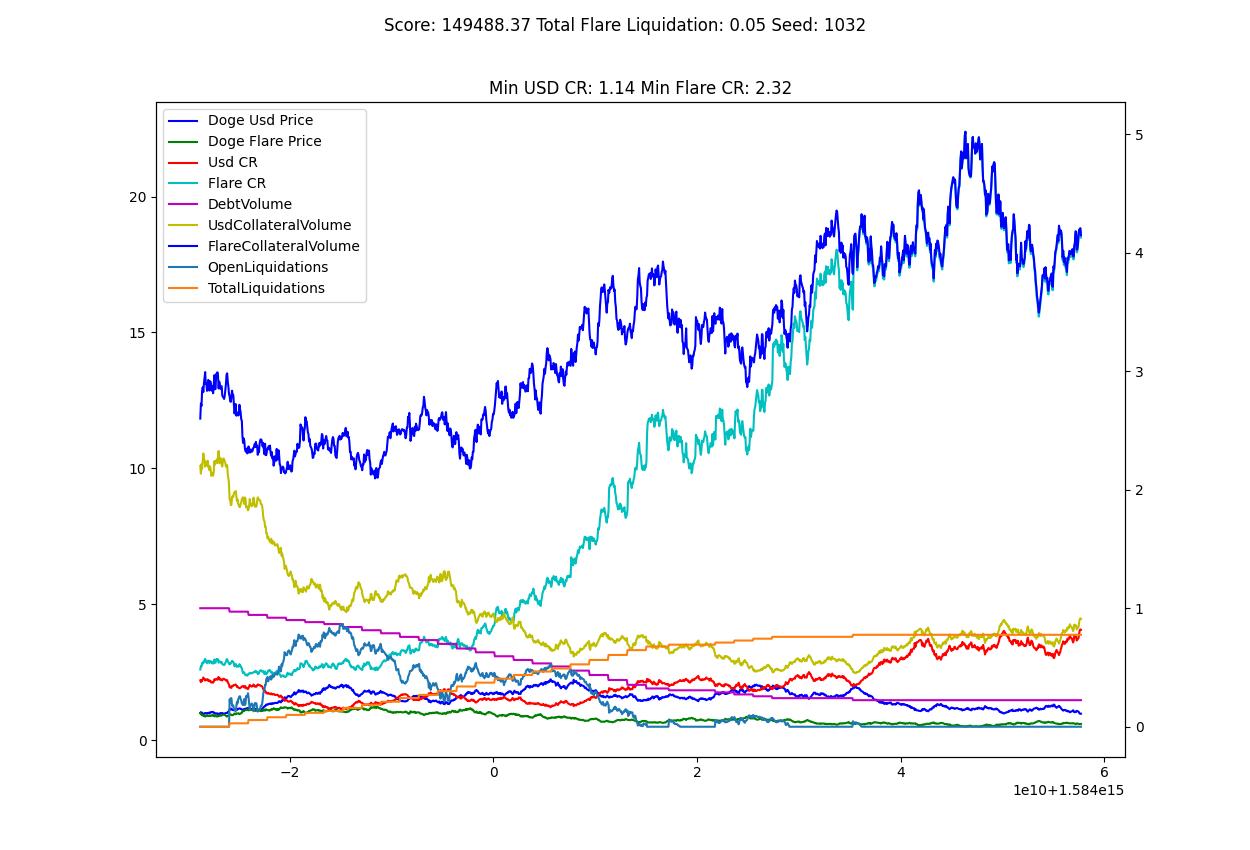 Score: 149488.37 Total Flare Liquidation: 0.05 Seed: 1032
Min USD CR: 1.14 Min Flare CR: 2.32
Doge Usd Price
Doge Flare Price
Usd CR
Flare CR
DebtVolume
UsdCollateralVolume
FlareCollateralVolume
OpenLiquidations
TotalLiquidations
20
15
10
5
0
5
4
3
2
1
0
−2 0 2 4 6
1e10+1.584e15